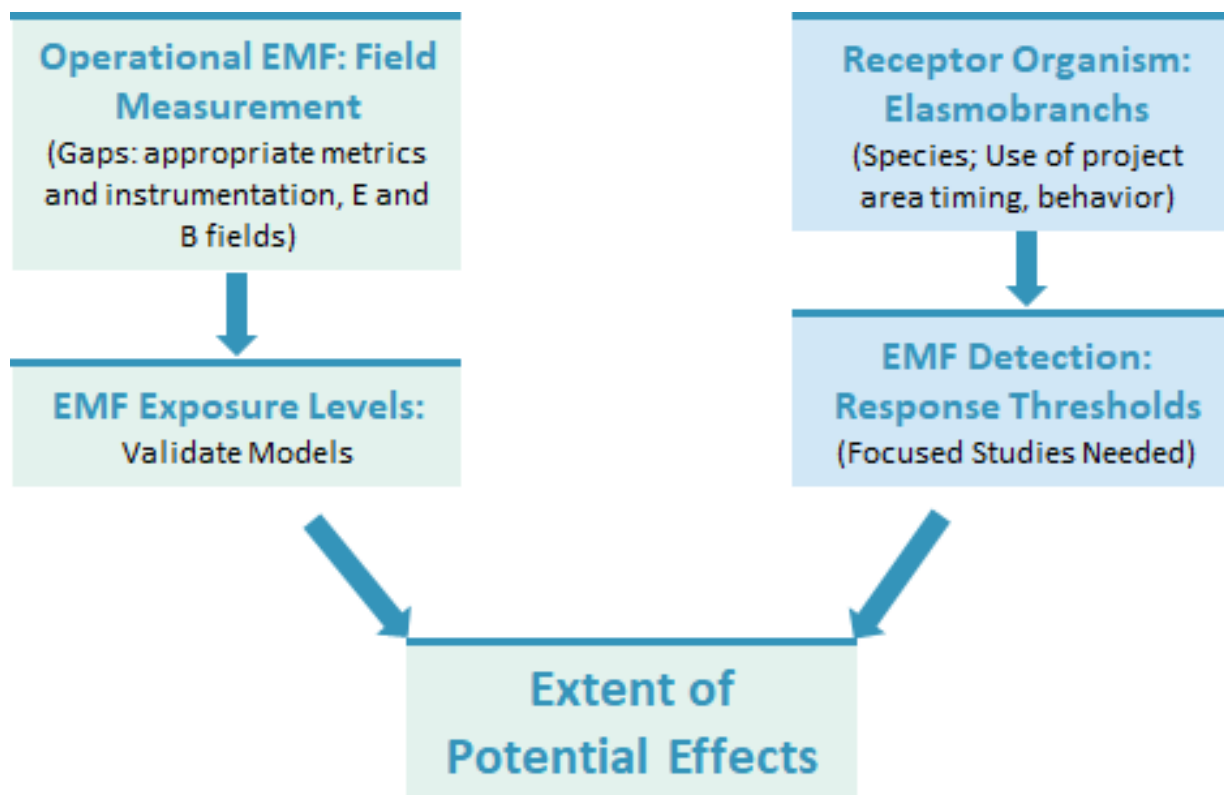 Operational EMF: Field
Measurement
(Gaps: appropriate metrics
and instrumentation, E and
B fields)
EMF Exposure Levels:
Validate Models
Receptor Organism:
Elasmobranchs
(Species; Use of project
area timing, behavior)
EMF Detection:
Response Thresholds
(Focused Studies Needed)
Extent of
Potential Effects